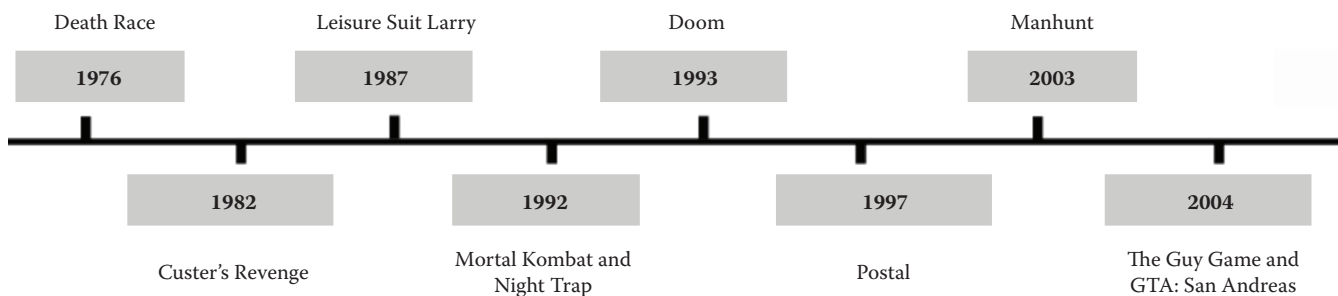 Death Race
1976
Leisure Suit Larry
1987
Doom
1993
Manhunt
2003
1982
Custer’s Revenge
1992
Mortal Kombat and
Night Trap
1997
Postal
2004
The Guy Game and
GTA: San Andreas